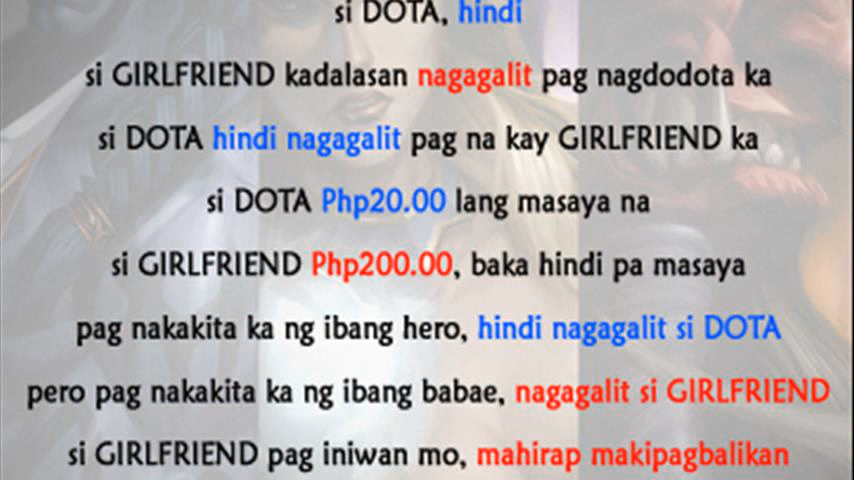 si DOTA, hindi
si GIRLFRIEND kadalasan nagagalit pag nagdodota ka
si DOTA hindi nagagalit pag na kay GIRLFRIEND ka
si DOTA Php20.00 lang masaya na
si GIRLFRIEND Php200.00, baka hindi pa masaya
pag nakakita ka ng ibang hero, hindi nagagalit si DOTA
pero pag nakakita ka ng ibang babae, nagagalit si GIRLFRIEND
si GIRLFRIEND pag iniwan mo, mahirap makipagbalikan